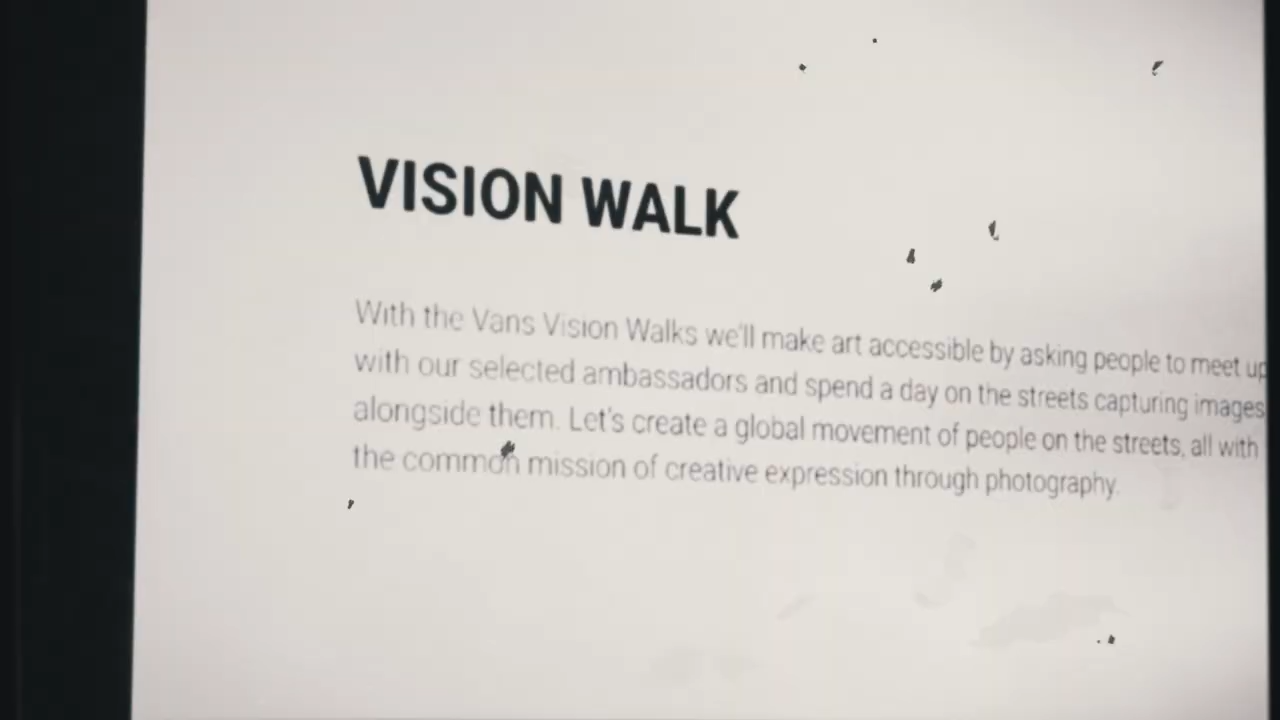 VISION WALK
With the Vans Vision Walks we'll make art accessible by asking people to meet up
with our selected ambassadors and spend a day on the streets capturing images
alongside them. Let's create a global movement of people on the streets, all with
the common mission of creative expression through photography.